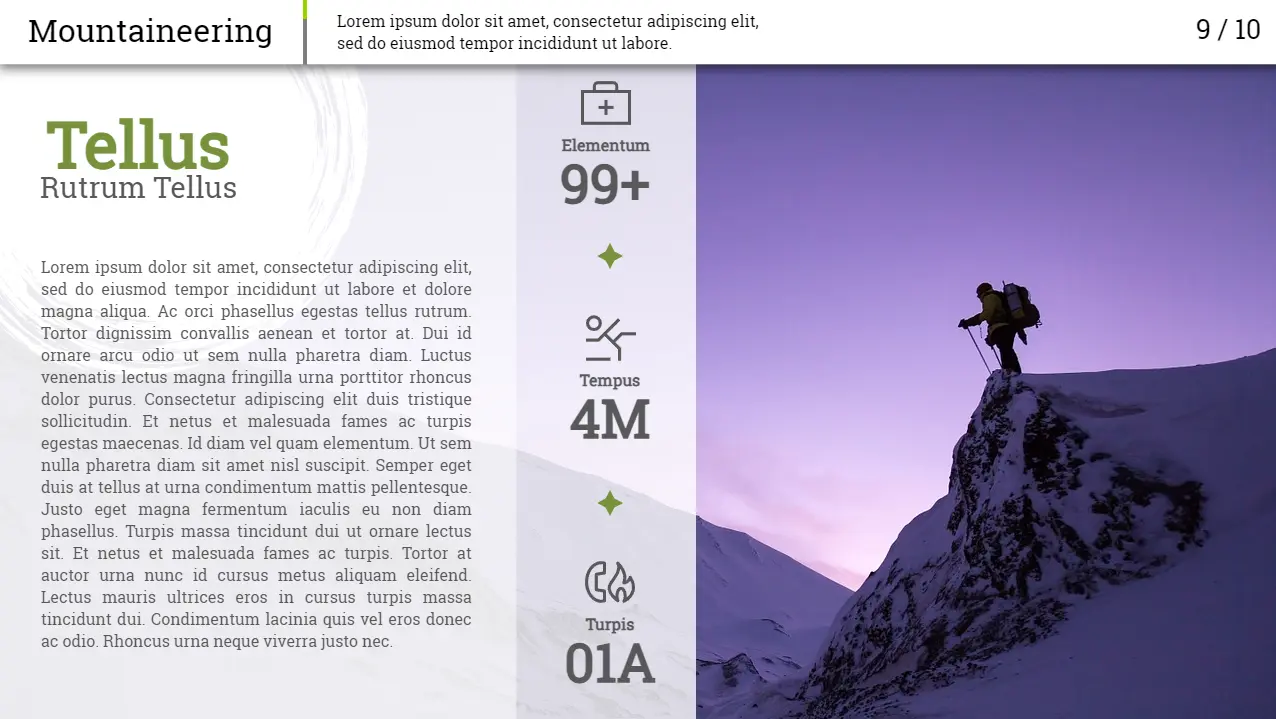 Mountaineering
Lorem ipsum dolor sit amet, consectetur adipiscing elit,
sed do eiusmod tempor incididunt ut labore.
9 / 10
Tellus
Rutrum Tellus
Lorem ipsum dolor sit amet, consectetur adipiscing elit,
sed do eiusmod tempor incididunt ut labore et dolore
magna aliqua. Ac orci phasellus egestas tellus rutrum.
Tortor dignissim convallis aenean et tortor at. Dui id
ornare arcu odio ut sem nulla pharetra diam. Luctus
venenatis lectus magna fringilla urna porttitor rhoncus
dolor purus. Consectetur adipiscing elit duis tristique
sollicitudin. Et netus et malesuada fames ac turpis
egestas maecenas. Id diam vel quam elementum. Ut sem
nulla pharetra diam sit amet nisl suscipit. Semper eget
duis at tellus at urna condimentum mattis pellentesque.
Justo eget magna fermentum iaculis eu non diam
phasellus. Turpis massa tincidunt dui ut ornare lectus
sit. Et netus et malesuada fames ac turpis. Tortor at
auctor urna nunc id cursus metus aliquam eleifend.
Lectus mauris ultrices eros in cursus turpis massa
tincidunt dui. Condimentum lacinia quis vel eros donec
ac odio. Rhoncus urna neque viverra justo nec.
Elementum
99+
Tempus
4M
Turpis
01A